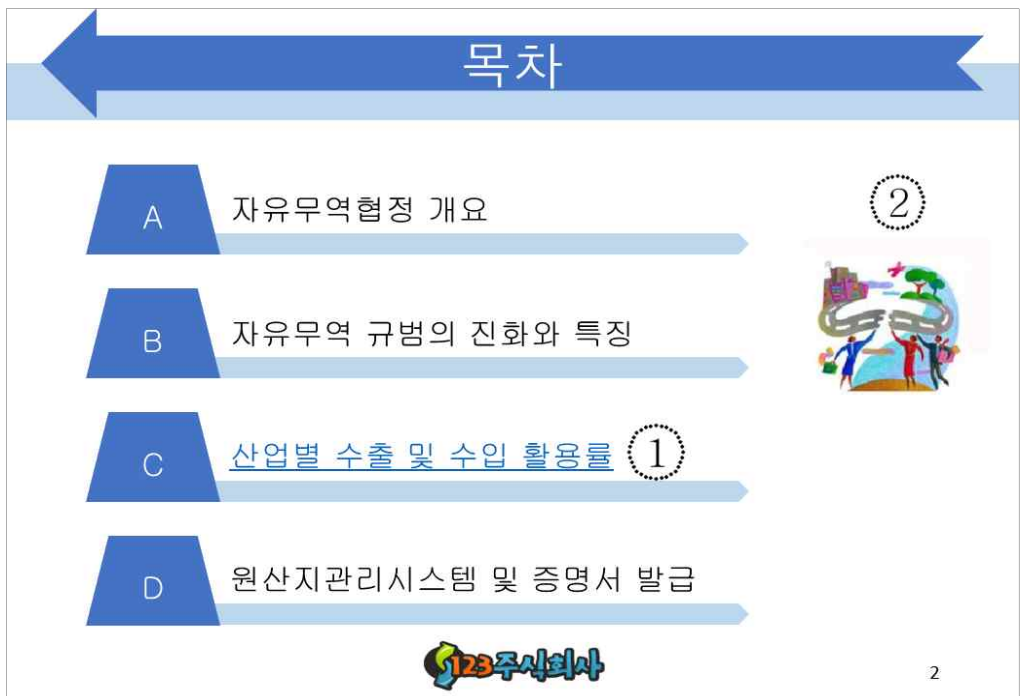 목차
A 자유무역협정 개요
②
B 자유무역 규범의 진화와 특징
C 산업별 수출 및 수입 활용률 ①
D 원산지관리시스템 및 증명서 발급
123주식회사
2